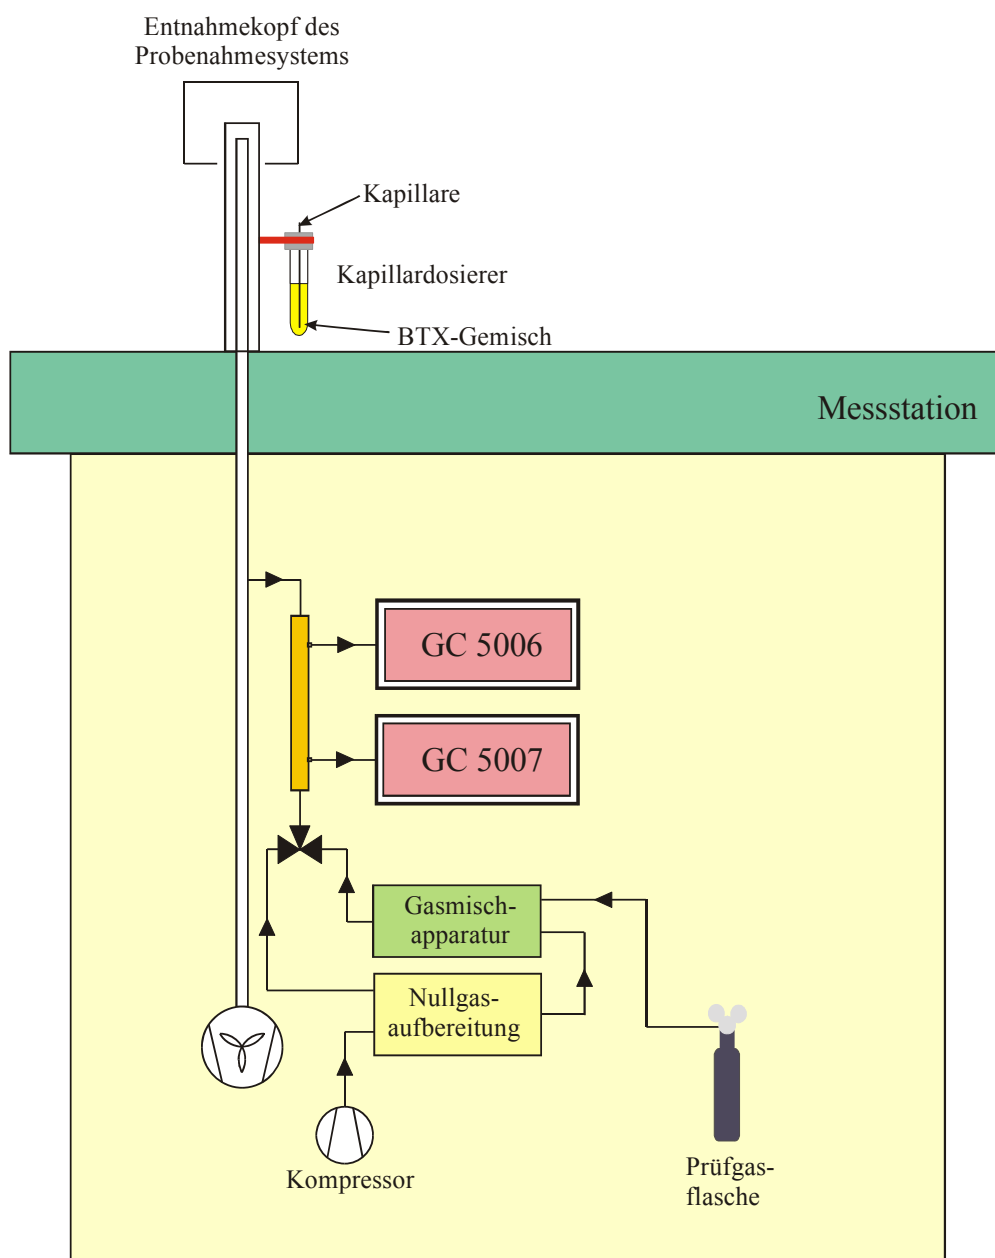 Entnahmekopf des
Probenahmesystems
Kapillare
Kapillardosierer
BTX-Gemisch
Messstation
GC 5006
GC 5007
Gasmisch-
apparatur
Nullgas-
aufbereitung
Kompressor
Prüfgas-
flasche